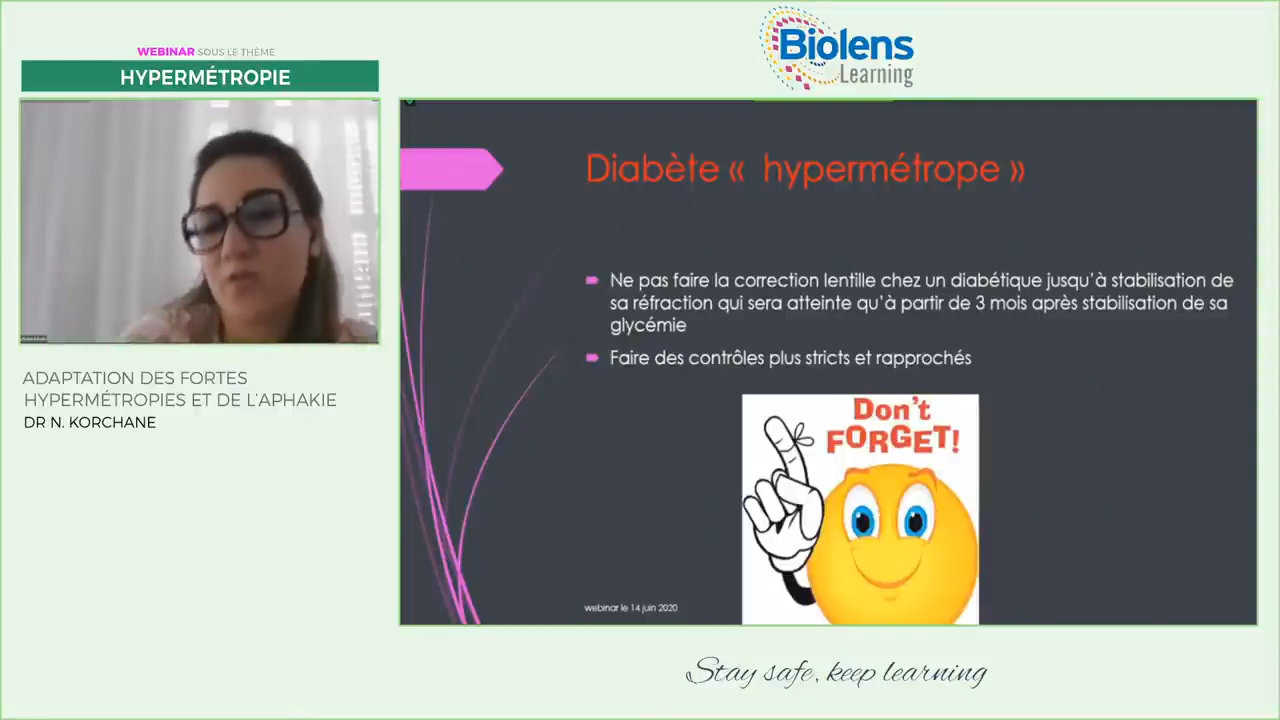 WEBINAR SOUS LE THÈME
HYPERMÉTROPIE
Biolens
Learning
ADAPTATION DES FORTES
HYPERMÉTROPIES ET DE L'APHAKIE
DR N. KORCHANE
Diabète « hypermétrope »
Ne pas faire la correction lentille chez un diabétique jusqu'à stabilisation de
sa réfraction qui sera atteinte qu'à partir de 3 mois après stabilisation de sa
glycémie
Faire des contrôles plus stricts et rapprochés
Don't
FORGET!
webinar le 14 juin 2020
Stay safe, keep learning